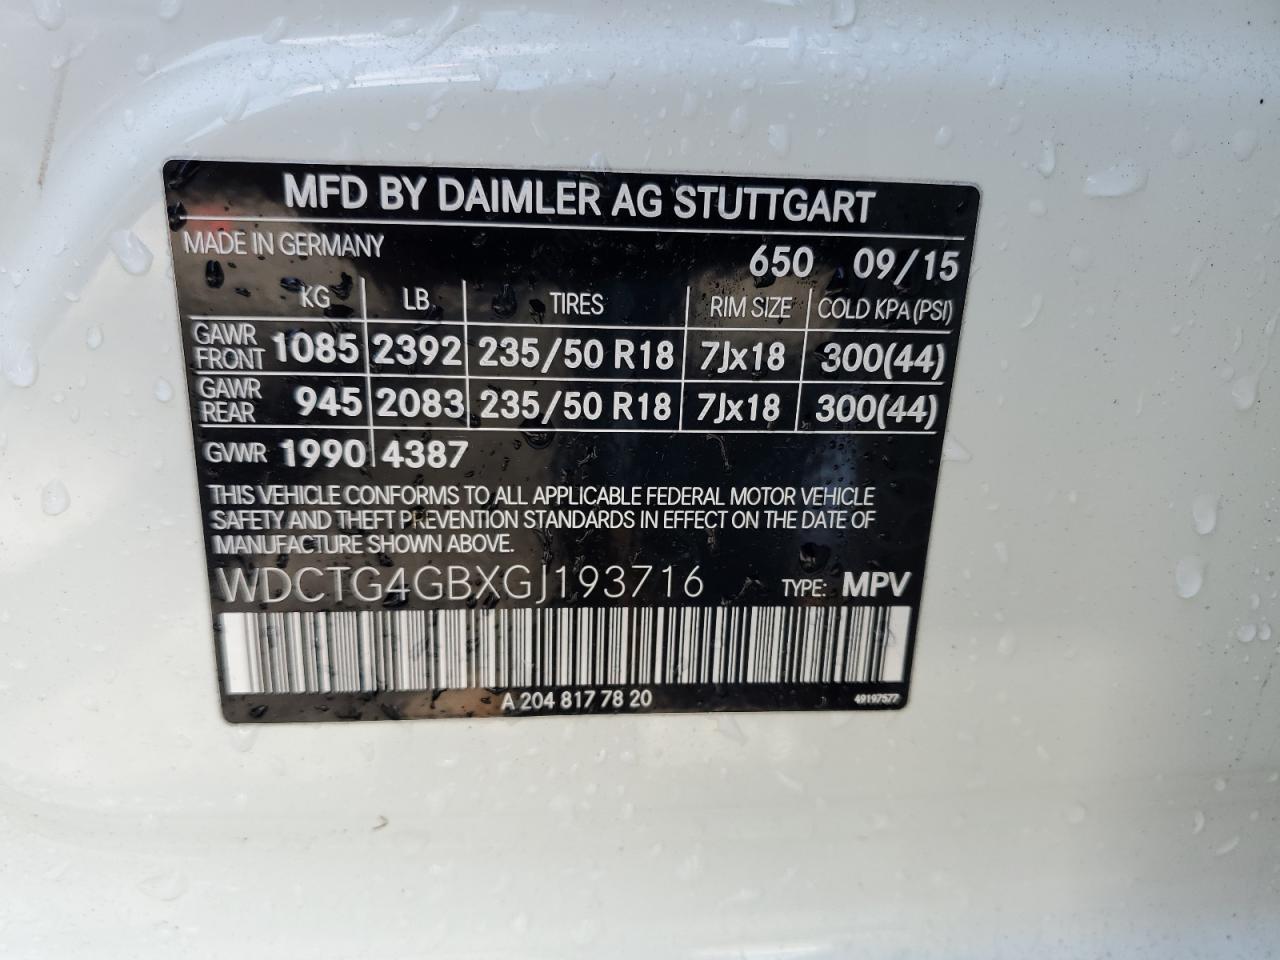 MFD BY DAIMLER AG STUTTGART
MADE IN GERMANY 650 09/15
KG LB TIRES RIM SIZE COLD KPA (PSI)
GAWR FRONT 1085 2392 235/50 R18 7Jx18 300(44)
GAWR REAR 945 2083 235/50 R18 7Jx18 300(44)
GVWR 1990 4387
THIS VEHICLE CONFORMS TO ALL APPLICABLE FEDERAL MOTOR VEHICLE
SAFETY AND THEFT PREVENTION STANDARDS IN EFFECT ON THE DATE OF
MANUFACTURE SHOWN ABOVE.
WDCTG4GBXGJ193716 TYPE: MPV
A 204 817 78 20 49197577